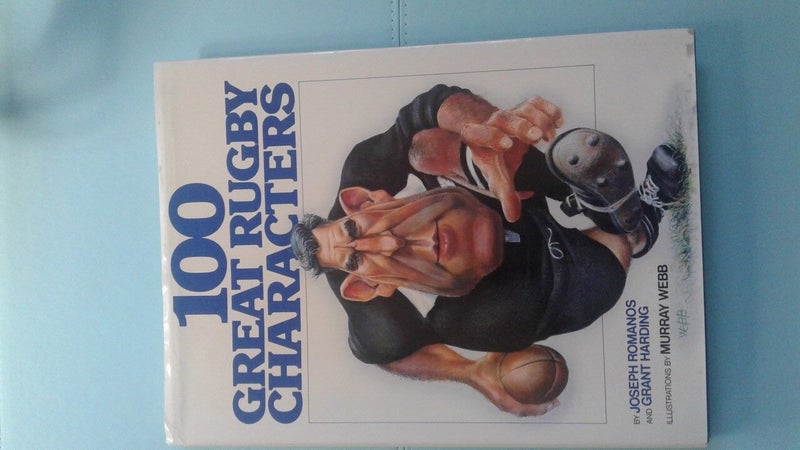 100
GREAT RUGBY
CHARACTERS
BY JOSEPH ROMANOS
AND GRANT HARDING
ILLUSTRATIONS BY MURRAY WEBB
WEBB